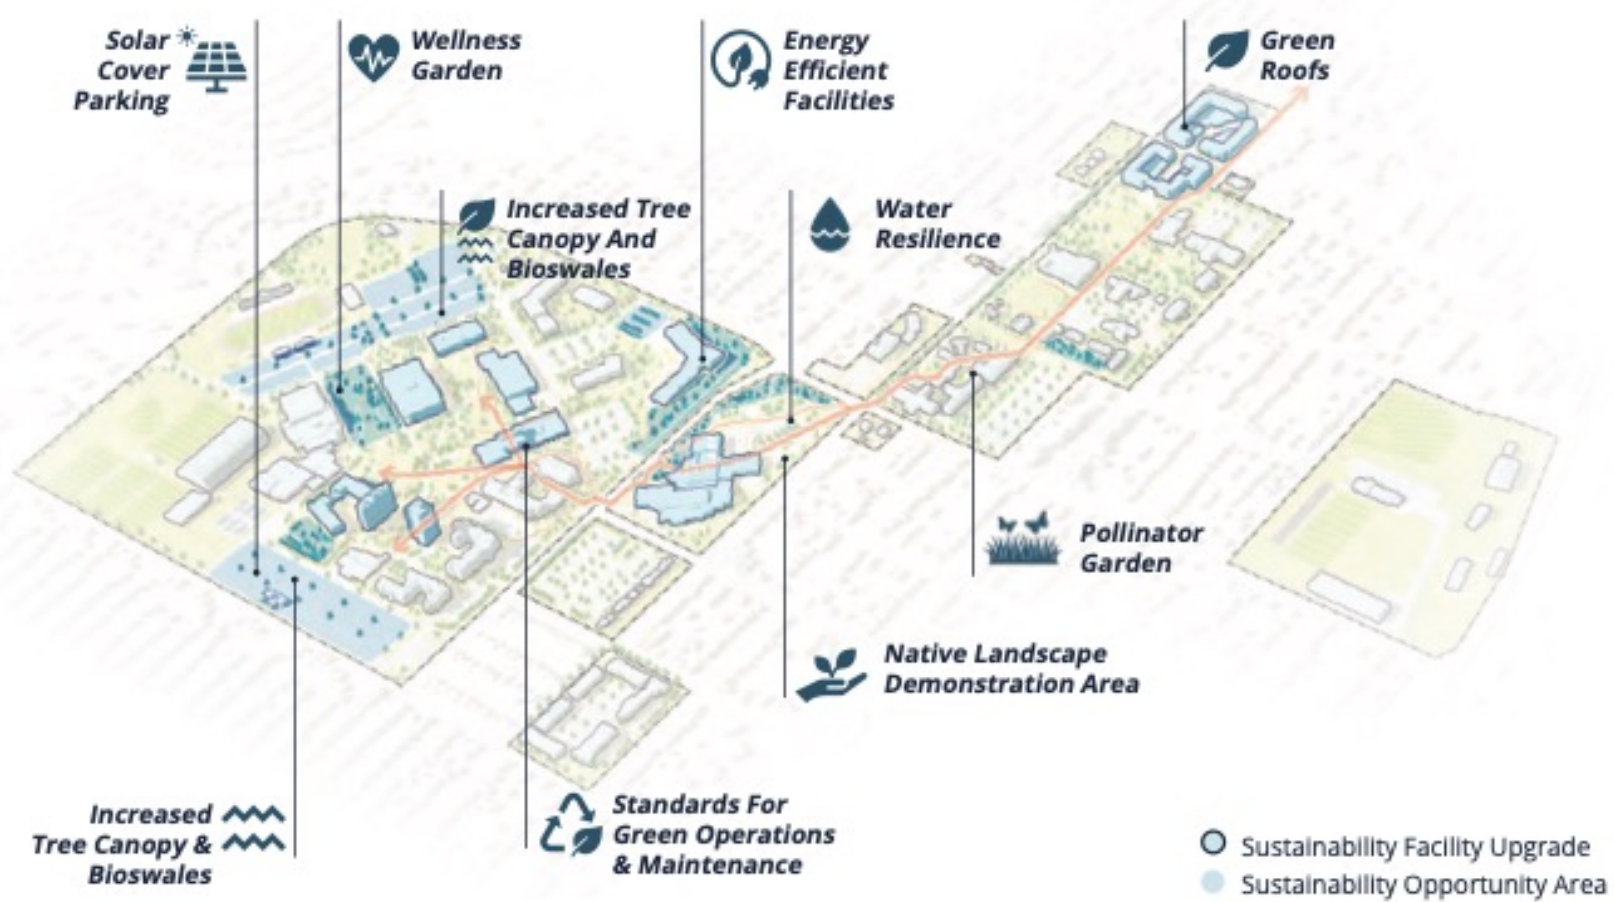 Solar
Cover
Parking
Wellness
Garden
Energy
Efficient
Facilities
Green
Roofs
Increased Tree
Canopy And
Bioswales
Water
Resilience
Pollinator
Garden
Native Landscape
Demonstration Area
Increased
Tree Canopy &
Bioswales
Standards For
Green Operations
& Maintenance
Sustainability Facility Upgrade
Sustainability Opportunity Area